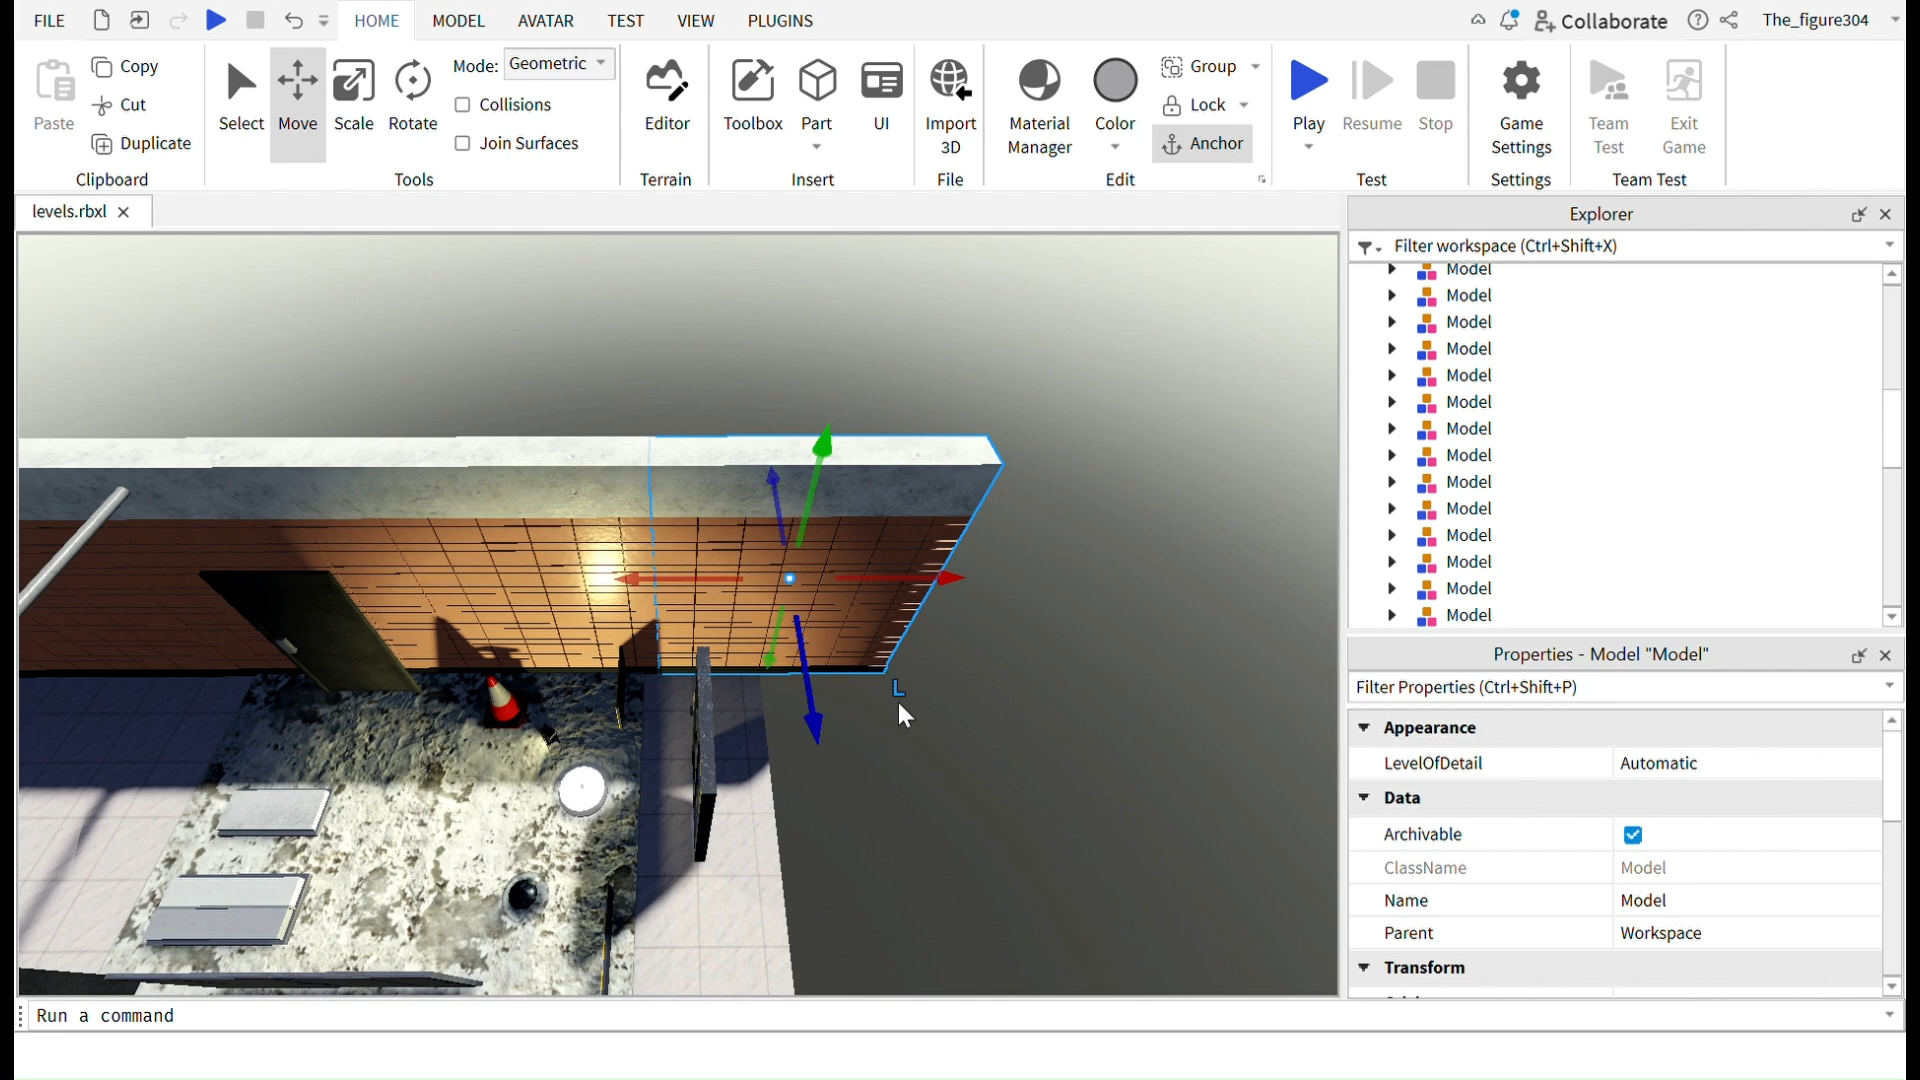 FILE HOME MODEL AVATAR TEST VIEW PLUGINS Collaborate The_figure304
Paste
Copy
Cut
Duplicate
Clipboard
Select Move Scale Rotate
Mode: Geometric
Collisions
Join Surfaces
Tools
Editor
Terrain
Toolbox Part UI
Insert
Import
3D
File
Material
Manager
Color
Group
Lock
Anchor
Edit
Play Resume Stop
Test
Game
Settings
Settings
Team
Test
Exit
Game
Team Test
levels.rbxl
L
Explorer
Filter workspace (Ctrl+Shift+X)
Model
Model
Model
Model
Model
Model
Model
Model
Model
Model
Model
Model
Model
Model
Properties - Model "Model"
Filter Properties (Ctrl+Shift+P)
Appearance
LevelOfDetail Automatic
Data
Archivable
ClassName Model
Name Model
Parent Workspace
Transform
Run a command